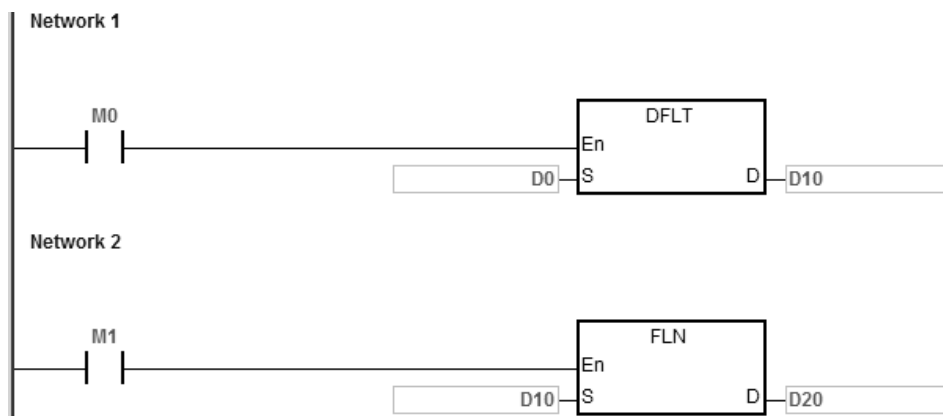 Network 1
M0
DFLT
En
D0 S D D10
Network 2
M1
FLN
En
D10 S D D20